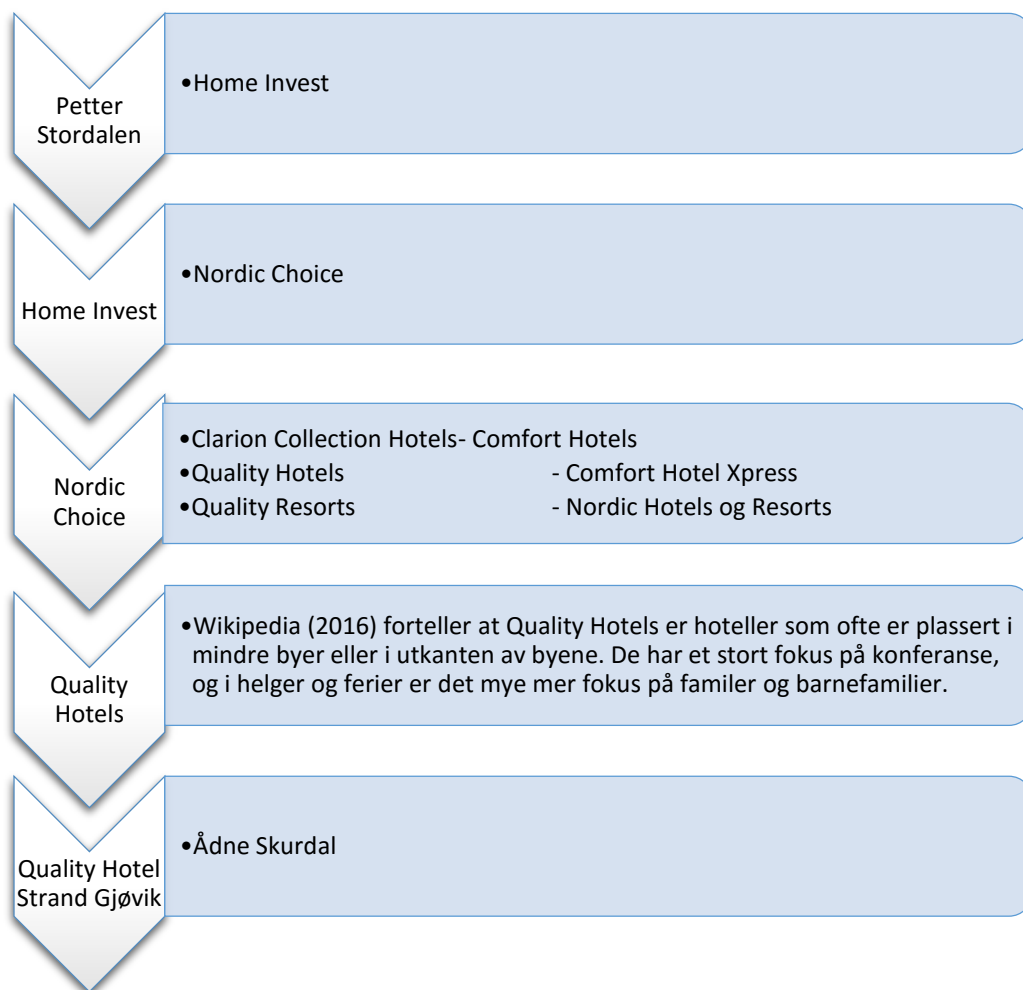 Petter
Stordalen
•Home Invest
Home Invest
•Nordic Choice
Nordic
Choice
•Clarion Collection Hotels- Comfort Hotels
•Quality Hotels - Comfort Hotel Xpress
•Quality Resorts - Nordic Hotels og Resorts
Quality
Hotels
•Wikipedia (2016) forteller at Quality Hotels er hoteller som ofte er plassert i
mindre byer eller i utkanten av byene. De har et stort fokus på konferanse,
og i helger og ferier er det mye mer fokus på familer og barnefamilier.
Quality Hotel
Strand Gjøvik
•Ådne Skurdal